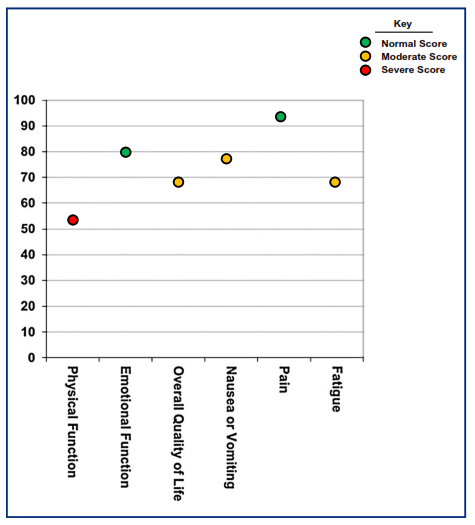 Key
Normal Score
Moderate Score
Severe Score
100
90
80
70
60
50
40
30
20
10
0
Physical Function
Emotional Function
Overall Quality of Life
Nausea or Vomiting
Pain
Fatigue